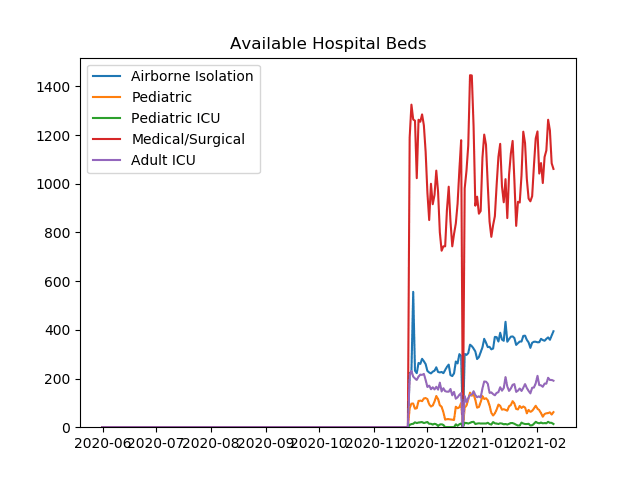 Available Hospital Beds
Airborne Isolation
Pediatric
Pediatric ICU
Medical/Surgical
Adult ICU
1400
1200
1000
800
600
400
200
0
2020-06 2020-07 2020-08 2020-09 2020-10 2020-11 2020-12 2021-01 2021-02